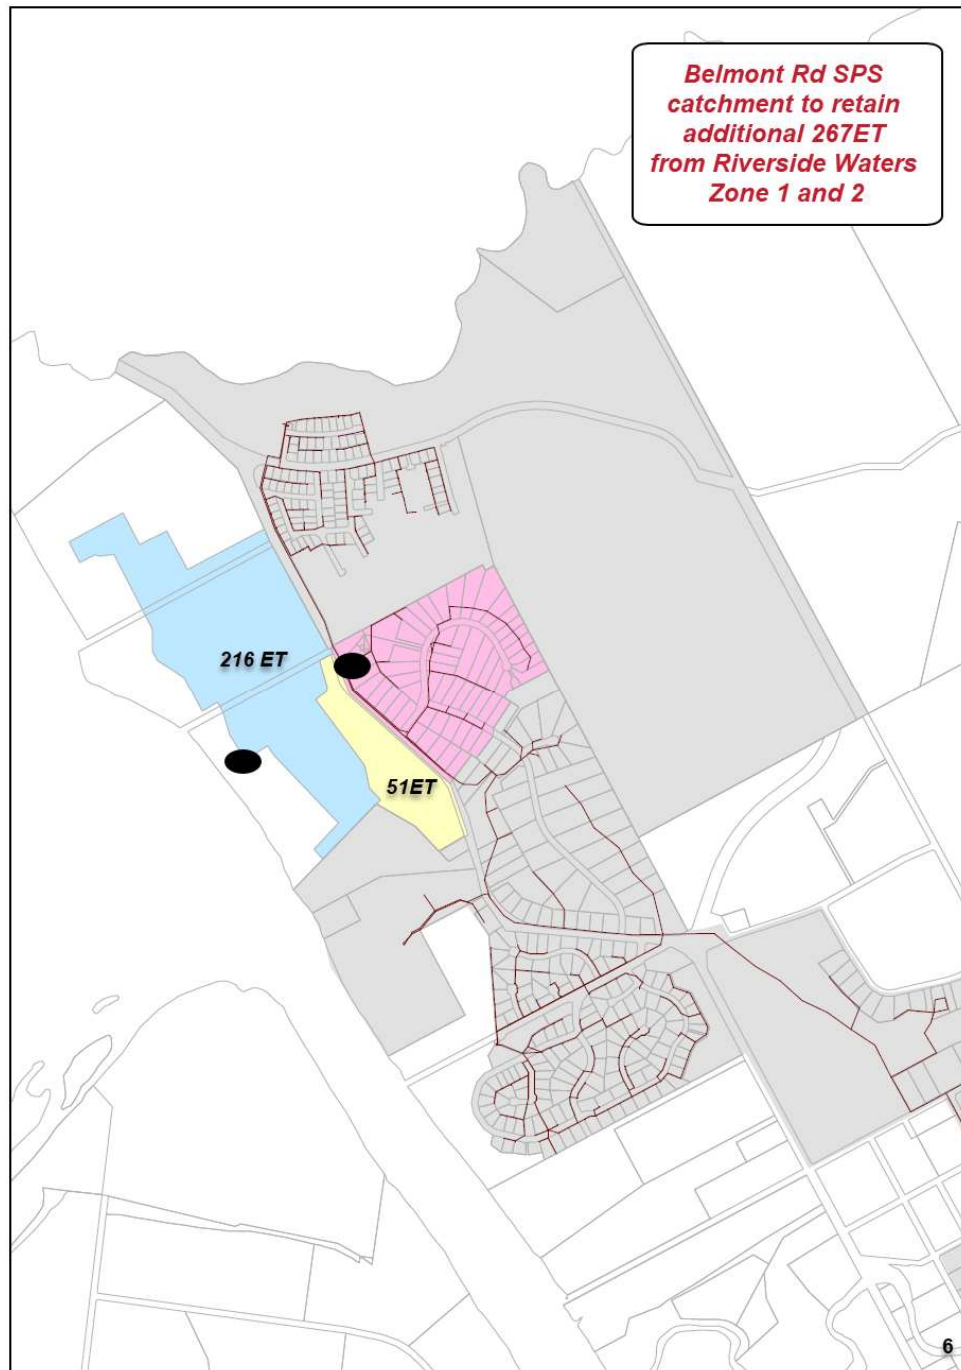 Belmont Rd SPS
catchment to retain
additional 267ET
from Riverside Waters
Zone 1 and 2
216 ET
51ET
6